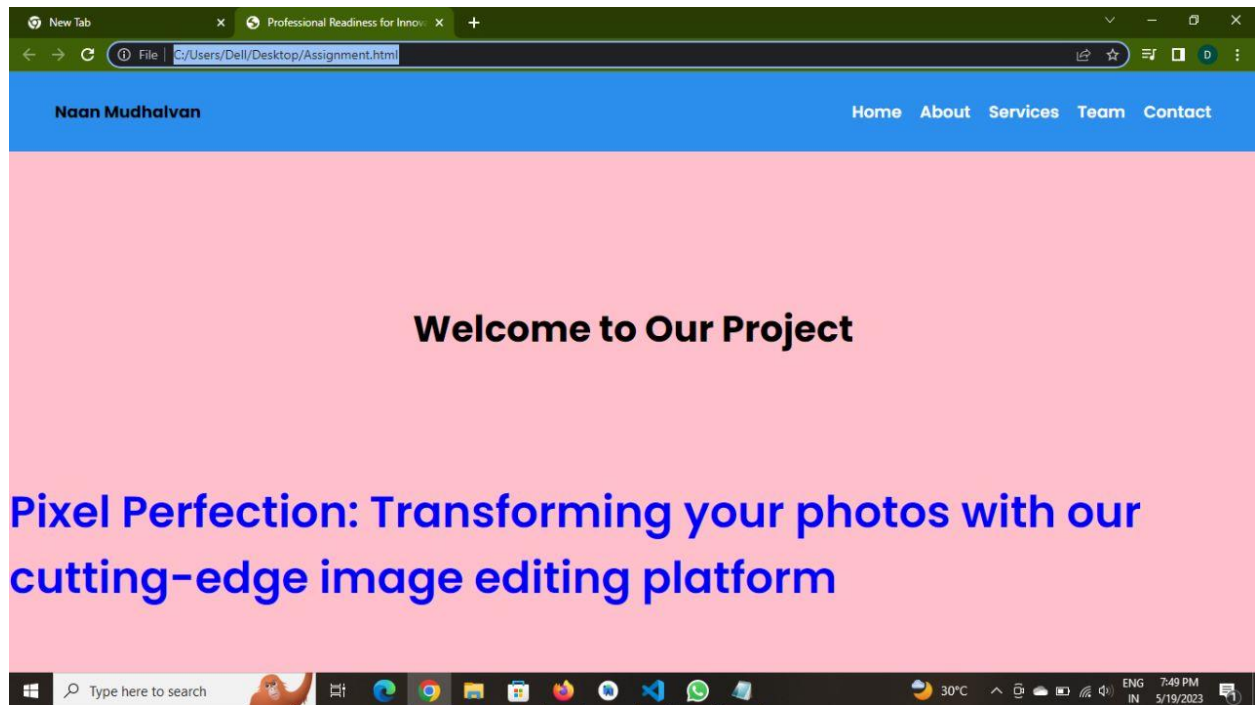 New Tab
Professional Readiness for Innov
File | C:/Users/Dell/Desktop/Assignment.html
D
Naan Mudhalvan
Home About Services Team Contact
Welcome to Our Project
Pixel Perfection: Transforming your photos with our
cutting-edge image editing platform
Type here to search
30°C
ENG
IN
7:49 PM
5/19/2023
1